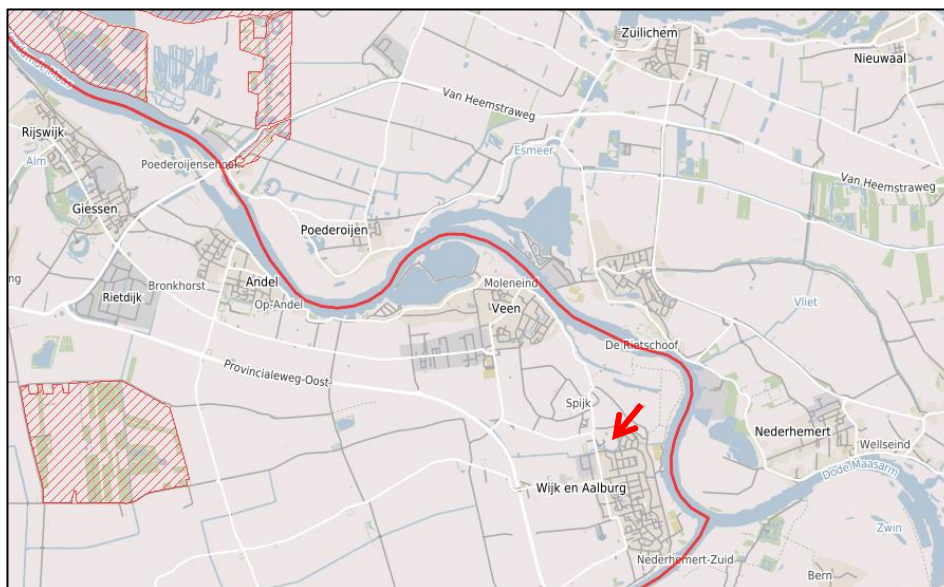 Zuilichem
Nieuwaal
Van Heemstraweg
Rijswijk
Alm
Esmeer
Poederoijensehoek
Van Heemstraweg
Giessen
Poederoijen
Bronkhorst
Andel
Moleneind
Rietdijk
Op-Andel
Veen
Vliet
De Rietschoof
Provincialeweg-Oost
Spijk
Nederhemert
Wellseind
Dode Maasarm
Wijk en Aalburg
Zwin
Nederhemert-Zuid
Bern